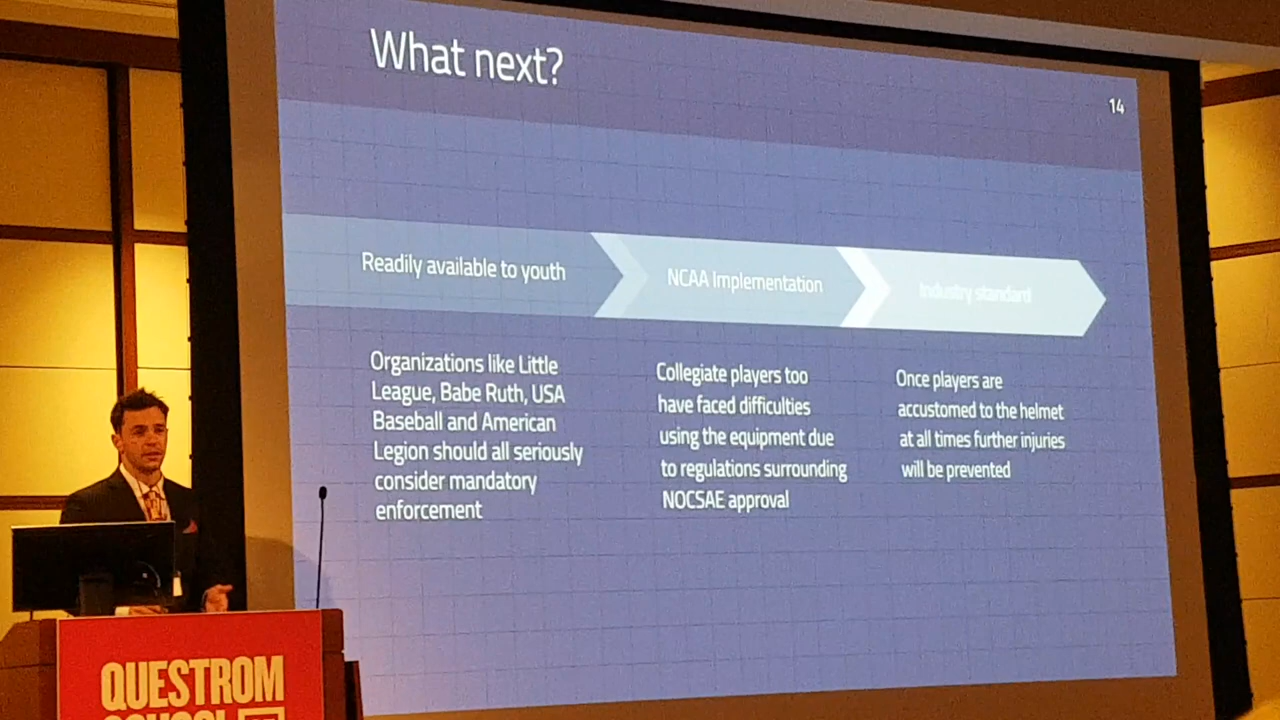 What next?
14
Readily available to youth
NCAA Implementation
Industry standard
Organizations like Little
League, Babe Ruth, USA
Baseball and American
Legion should all seriously
consider mandatory
enforcement
Collegiate players too
have faced difficulties
using the equipment due
to regulations surrounding
NOCSAE approval
Once players are
accustomed to the helmet
at all times further injuries
will be prevented
QUESTROM
SCHOOL